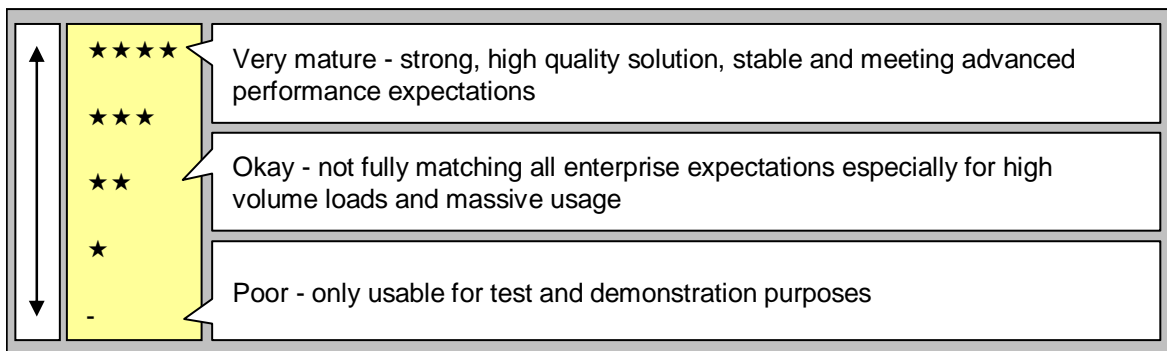 ★★★★
Very mature - strong, high quality solution, stable and meeting advanced
performance expectations
★★★
★★
Okay - not fully matching all enterprise expectations especially for high
volume loads and massive usage
★
-
Poor - only usable for test and demonstration purposes